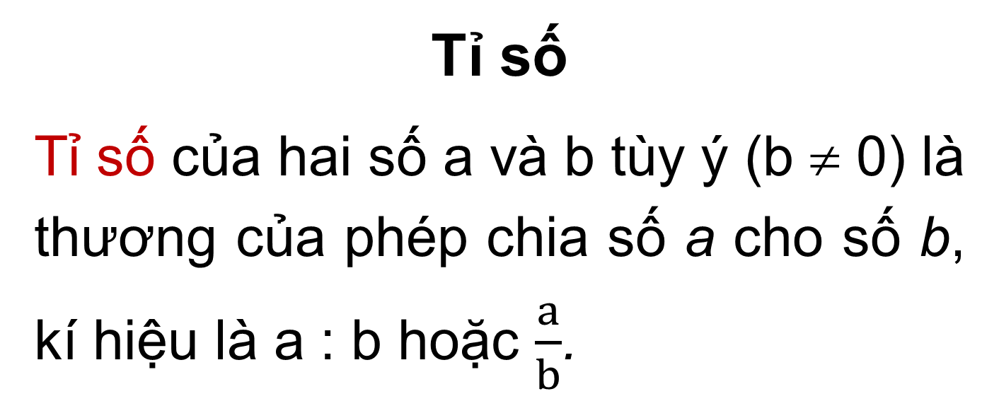 Tỉ số
Tỉ số của hai số a và b tùy ý (b ≠ 0) là
thương của phép chia số a cho số b,
kí hiệu là a : b hoặc a/b.